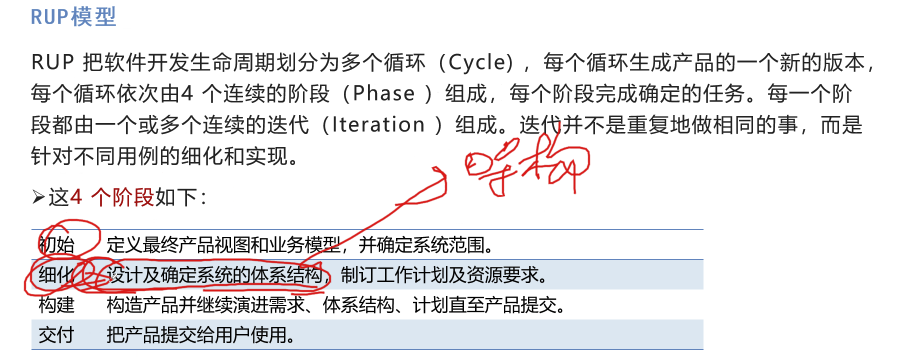 RUP模型
RUP 把软件开发生命周期划分为多个循环（Cycle），每个循环生成产品的一个新的版本，
每个循环依次由4 个连续的阶段（Phase ）组成，每个阶段完成确定的任务。每一个阶
段都由一个或多个连续的迭代（Iteration ）组成。迭代并不是重复地做相同的事，而是
针对不同用例的细化和实现。
➢这4 个阶段如下：
初始 定义最终产品视图和业务模型，并确定系统范围。
细化 设计及确定系统的体系结构，制订工作计划及资源要求。
构建 构造产品并继续演进需求、体系结构、计划直至产品提交。
交付 把产品提交给用户使用。